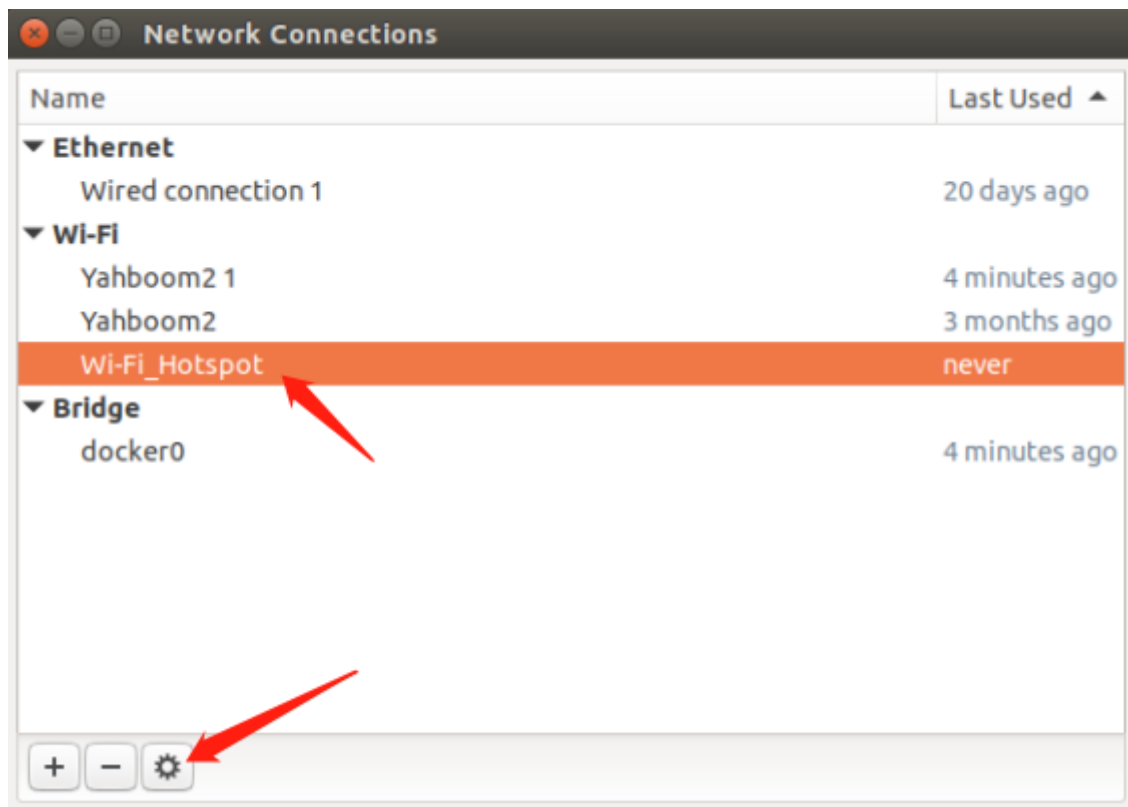 Network Connections
Name Last Used
Ethernet
Wired connection 1 20 days ago
Wi-Fi
Yahboom2 1 4 minutes ago
Yahboom2 3 months ago
Wi-Fi_Hotspot never
Bridge
docker0 4 minutes ago